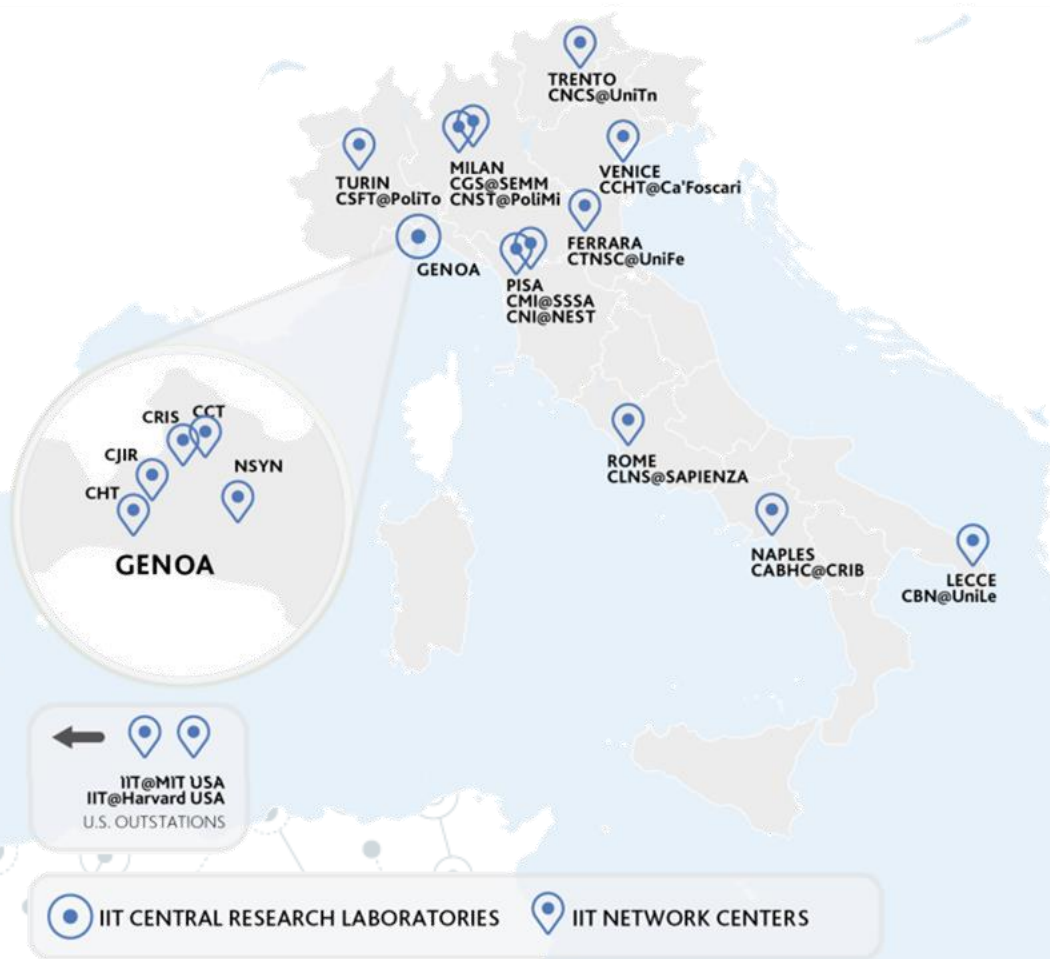 TRENTO
CNCS@UniTn
TURIN
CSFT@PoliTo
MILAN
CGS@SEMM
CNST@PoliMi
VENICE
CCHT@Ca'Foscari
FERRARA
CTNSC@UniFe
GENOA
PISA
CMI@SSSA
CNI@NEST
CRIS
CCT
CJIR
NSYN
CHT
GENOA
ROME
CLNS@SAPIENZA
NAPLES
CABHC@CRIB
LECCE
CBN@UniLe
IIT@MIT USA
IIT@Harvard USA
U.S. OUTSTATIONS
IIT CENTRAL RESEARCH LABORATORIES
IIT NETWORK CENTERS